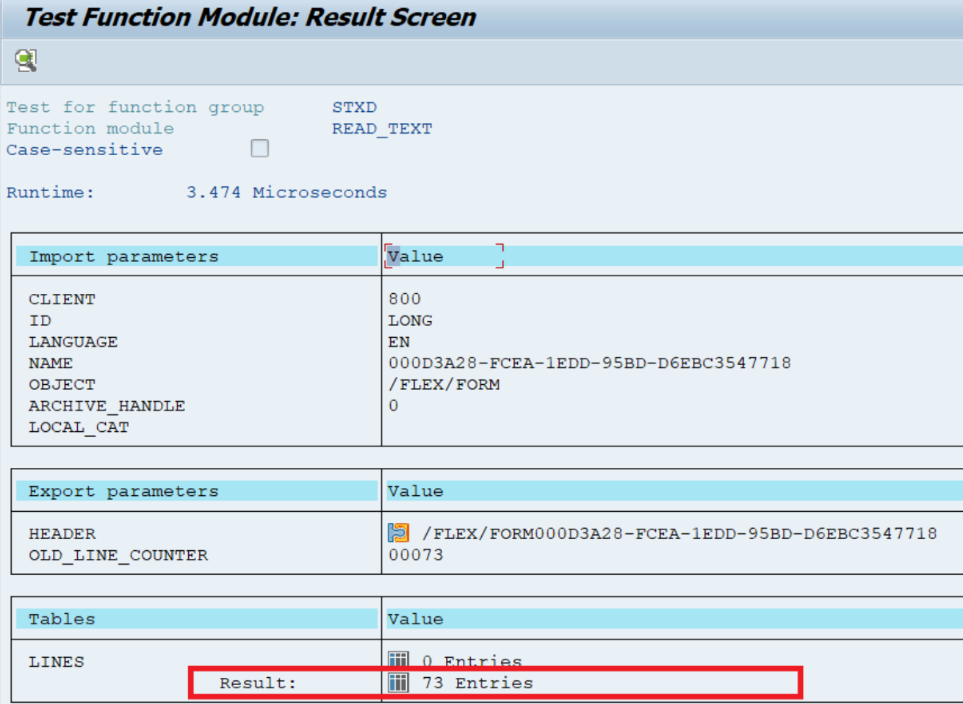 Test Function Module: Result Screen
Test for function group STXD
Function module READ_TEXT
Case-sensitive
Runtime: 3.474 Microseconds
Import parameters Value
CLIENT 800
ID LONG
LANGUAGE EN
NAME 000D3A28-FCEA-1EDD-95BD-D6EBC3547718
OBJECT /FLEX/FORM
ARCHIVE_HANDLE 0
LOCAL_CAT
Export parameters Value
HEADER /FLEX/FORM000D3A28-FCEA-1EDD-95BD-D6EBC3547718
OLD_LINE_COUNTER 00073
Tables Value
LINES 0 Entries
Result: 73 Entries